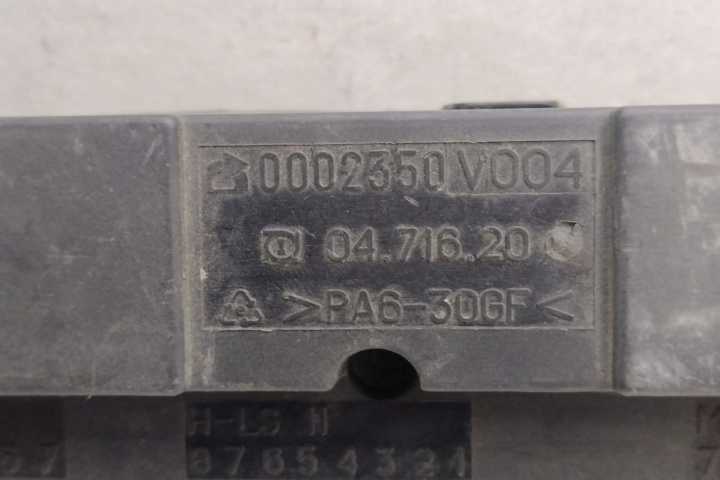 0002350 V004
04.716.20
>PA6-30GF<
H-LS N
87654321